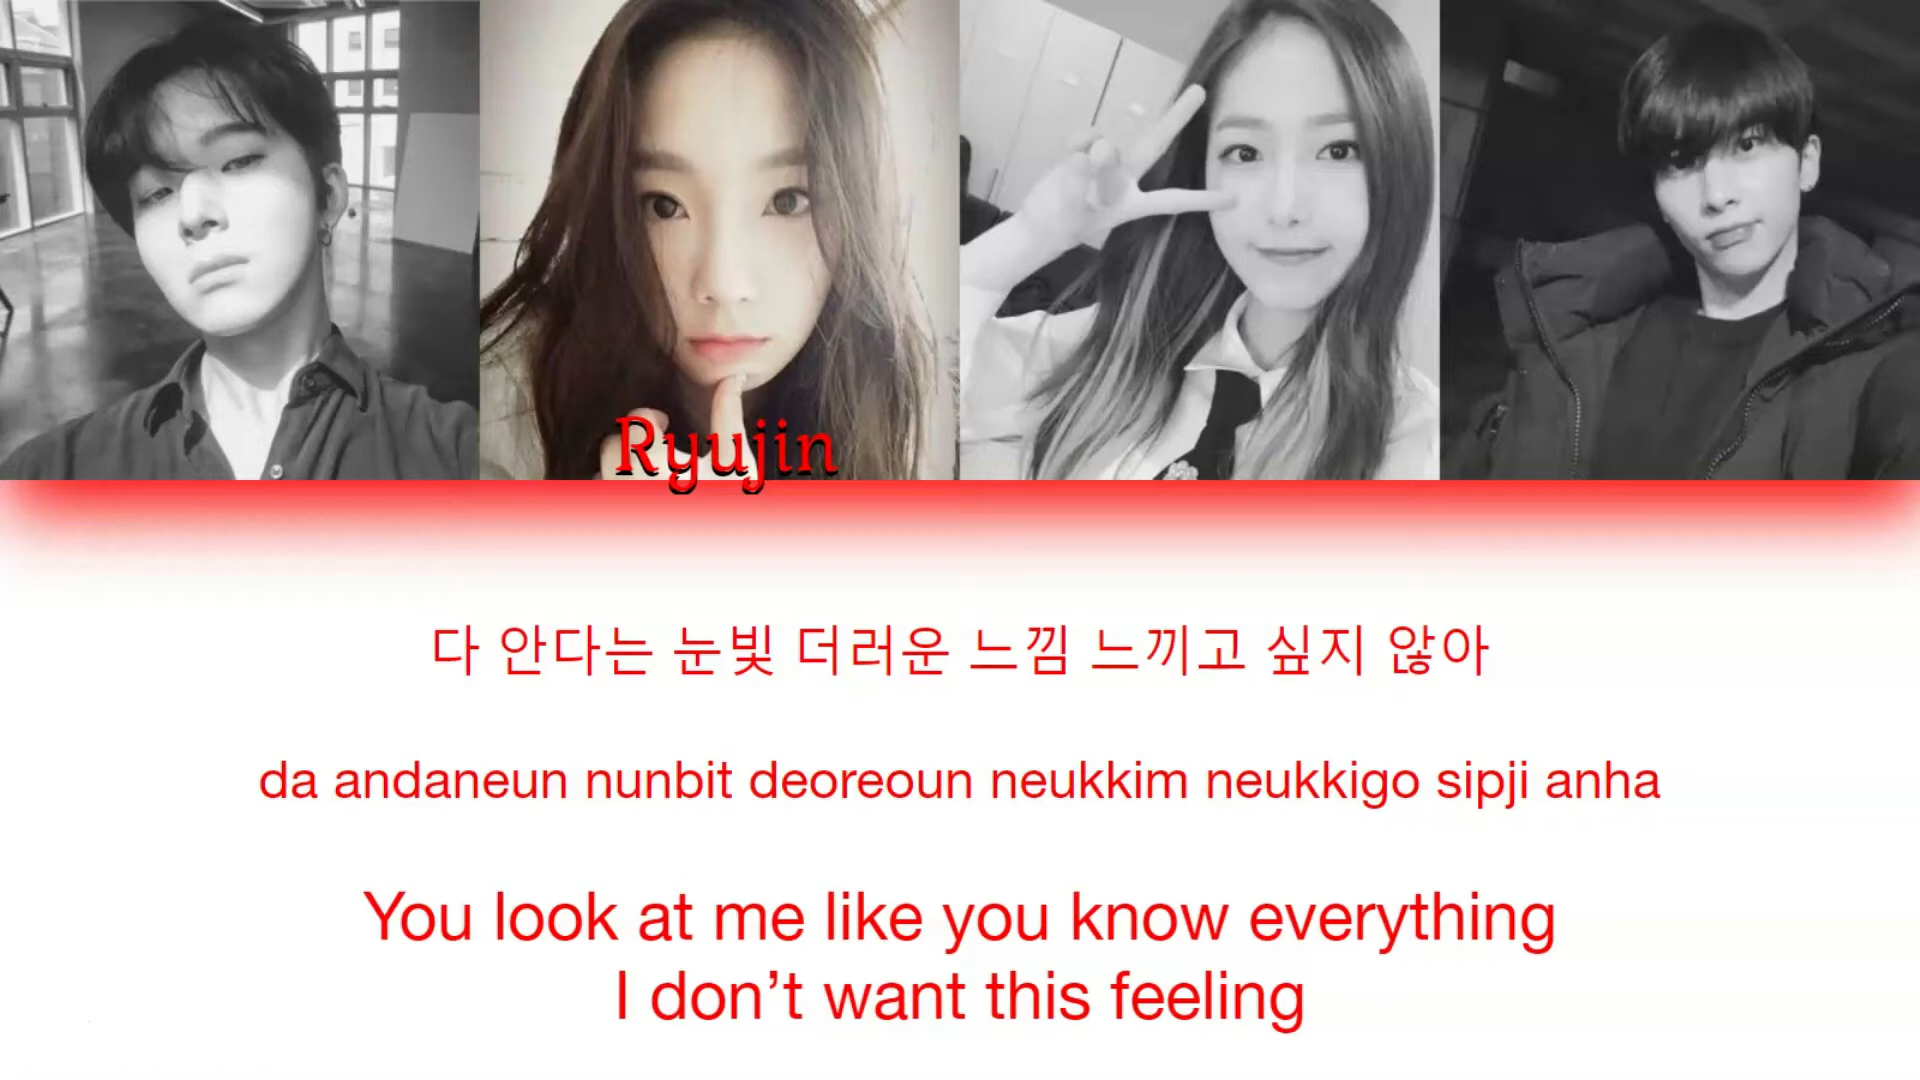 Ryujin
다 안다는 눈빛 더러운 느낌 느끼고 싶지 않아
da andaneun nunbit deoreoun neukkim neukkigo sipji anha
You look at me like you know everything
I don’t want this feeling